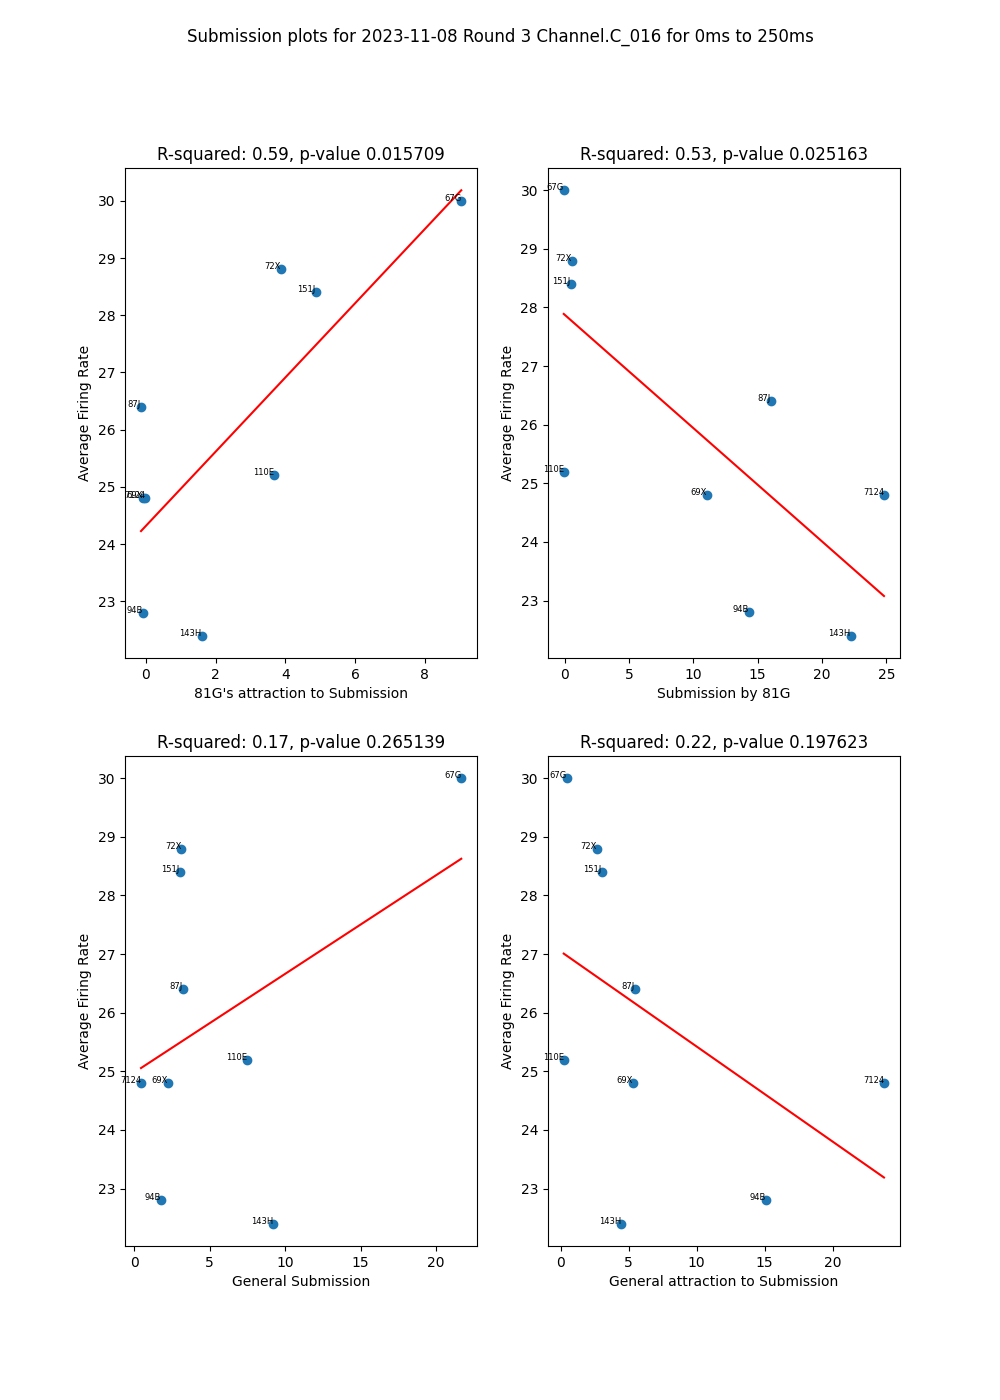 Submission plots for 2023-11-08 Round 3 Channel.C_016 for 0ms to 250ms
R-squared: 0.59, p-value 0.015709
30
29
28
27
26
25
24
23
Average Firing Rate
67G
72X
151J
87J
110E
7124
94B
143H
0 2 4 6 8
81G's attraction to Submission
R-squared: 0.53, p-value 0.025163
30
29
28
27
26
25
24
23
Average Firing Rate
67G
72X
151J
87J
110E
69X
7124
94B
143H
0 5 10 15 20 25
Submission by 81G
R-squared: 0.17, p-value 0.265139
30
29
28
27
26
25
24
23
Average Firing Rate
67G
72X
151J
87J
110E
7124 69X
94B
143H
0 5 10 15 20
General Submission
R-squared: 0.22, p-value 0.197623
30
29
28
27
26
25
24
23
Average Firing Rate
67G
72X
151J
87J
110E
69X
7124
94B
143H
0 5 10 15 20
General attraction to Submission